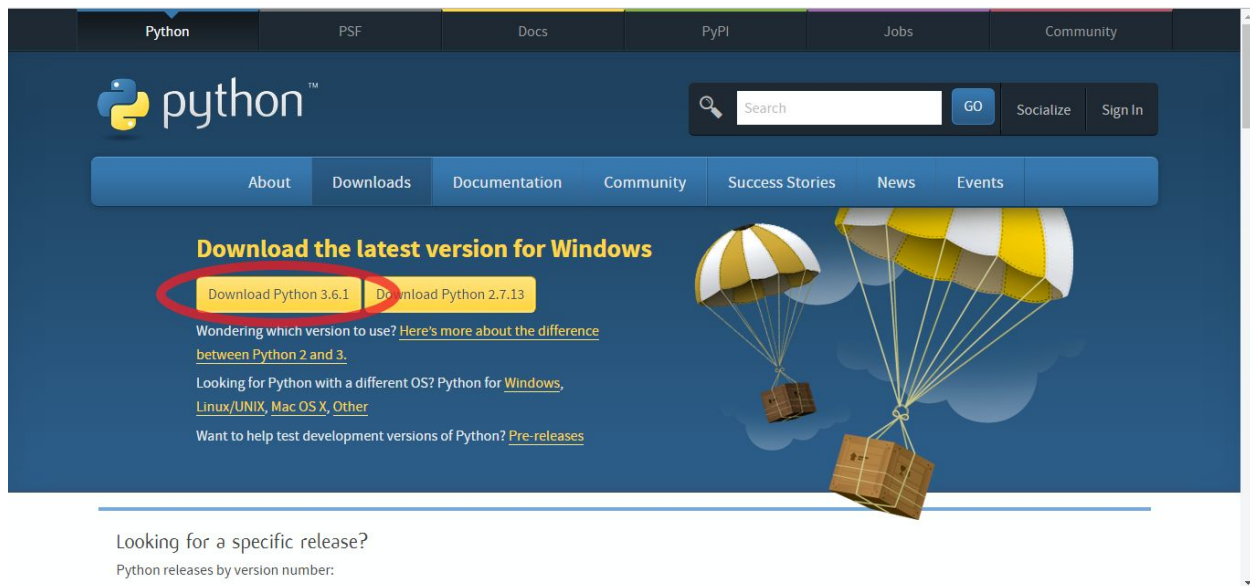 Python PSF Docs PyPI Jobs Community
python™
Search GO Socialize Sign In
About Downloads Documentation Community Success Stories News Events
Download the latest version for Windows
Download Python 3.6.1 Download Python 2.7.13
Wondering which version to use? Here's more about the difference
between Python 2 and 3.
Looking for Python with a different OS? Python for Windows,
Linux/UNIX, Mac OS X, Other
Want to help test development versions of Python? Pre-releases
Looking for a specific release?
Python releases by version number: